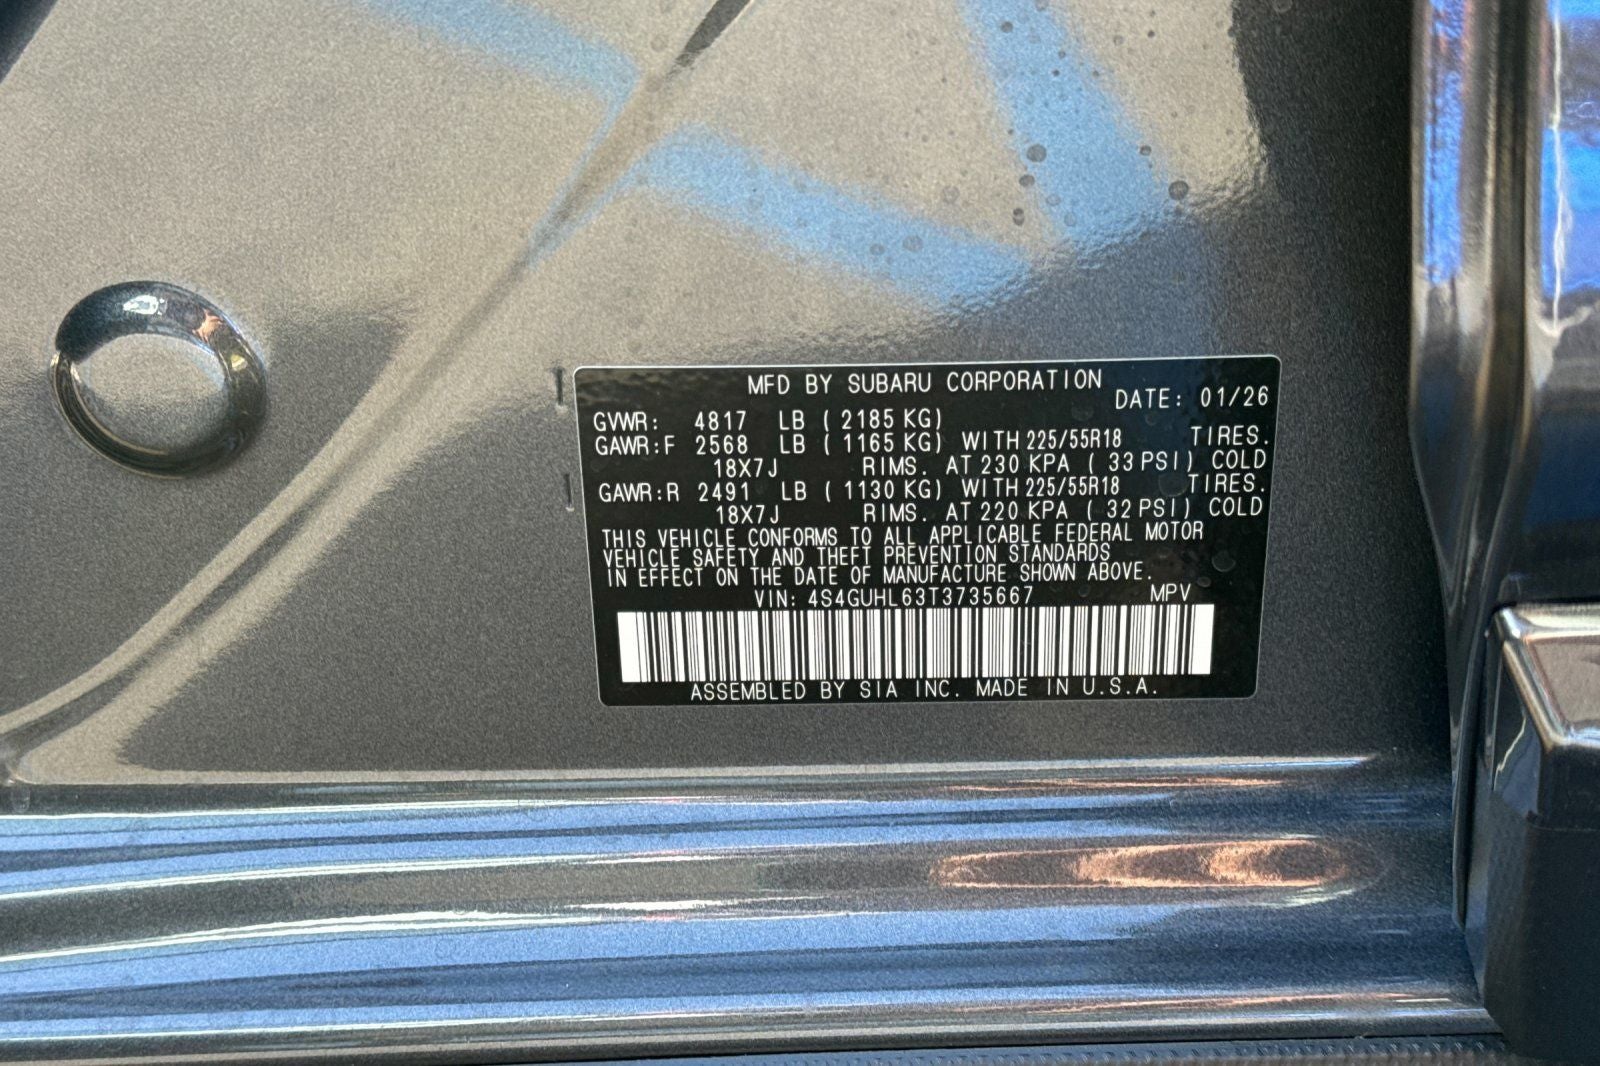 MFD BY SUBARU CORPORATION
DATE: 01/26
GVWR: 4817 LB (2185 KG)
GAWR:F 2568 LB (1165 KG) WITH 225/55R18 TIRES.
18X7J RIMS. AT 230 KPA (33 PSI) COLD
GAWR:R 2491 LB (1130 KG) WITH 225/55R18 TIRES.
18X7J RIMS. AT 220 KPA (32 PSI) COLD
THIS VEHICLE CONFORMS TO ALL APPLICABLE FEDERAL MOTOR
VEHICLE SAFETY AND THEFT PREVENTION STANDARDS
IN EFFECT ON THE DATE OF MANUFACTURE SHOWN ABOVE.
VIN: 4S4GUHL63T3735667 MPV
ASSEMBLED BY SIA INC. MADE IN U.S.A.